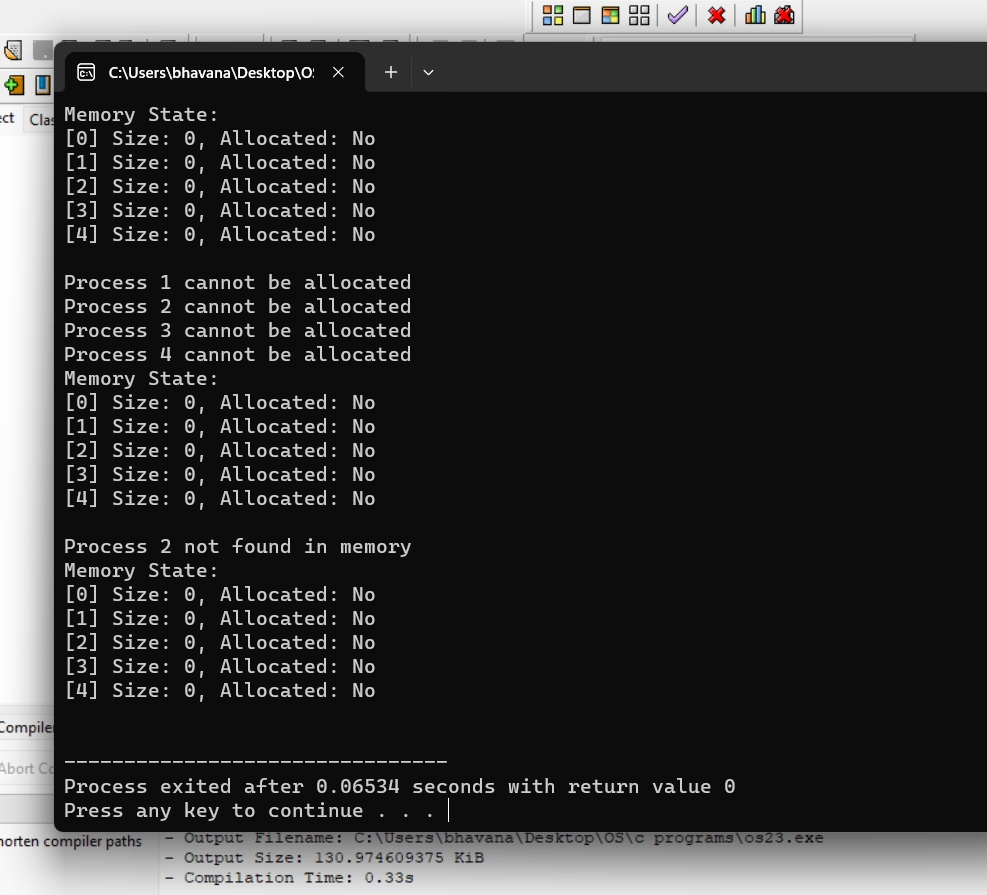 C:\Users\bhavana\Desktop\O
ect Clas
Memory State:
[0] Size: 0, Allocated: No
[1] Size: 0, Allocated: No
[2] Size: 0, Allocated: No
[3] Size: 0, Allocated: No
[4] Size: 0, Allocated: No
Process 1 cannot be allocated
Process 2 cannot be allocated
Process 3 cannot be allocated
Process 4 cannot be allocated
Memory State:
[0] Size: 0, Allocated: No
[1] Size: 0, Allocated: No
[2] Size: 0, Allocated: No
[3] Size: 0, Allocated: No
[4] Size: 0, Allocated: No
Process 2 not found in memory
Memory State:
[0] Size: 0, Allocated: No
[1] Size: 0, Allocated: No
[2] Size: 0, Allocated: No
[3] Size: 0, Allocated: No
[4] Size: 0, Allocated: No
Compiler
Abort Co
--------------------------------
Process exited after 0.06534 seconds with return value 0
Press any key to continue . . .
horten compiler paths
- Output Filename: C:\Users\bhavana\Desktop\OS\c programs\os23.exe
- Output Size: 130.974609375 KiB
- Compilation Time: 0.33s